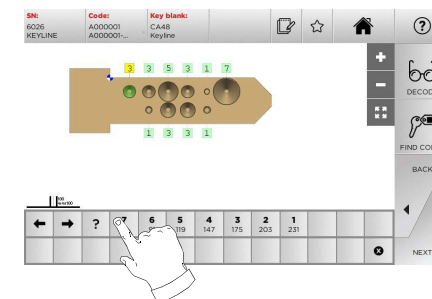 SN: Code: Key blank:
6026 A000001 CA48
KEYLINE A000001-... Keyline
?
DECOD
FIND CO
BACK
NEXT
3 3 5 3 1 7
1 3 3 1
+
−
? 7 6 5 4 3 2 1
119 147 175 203 231